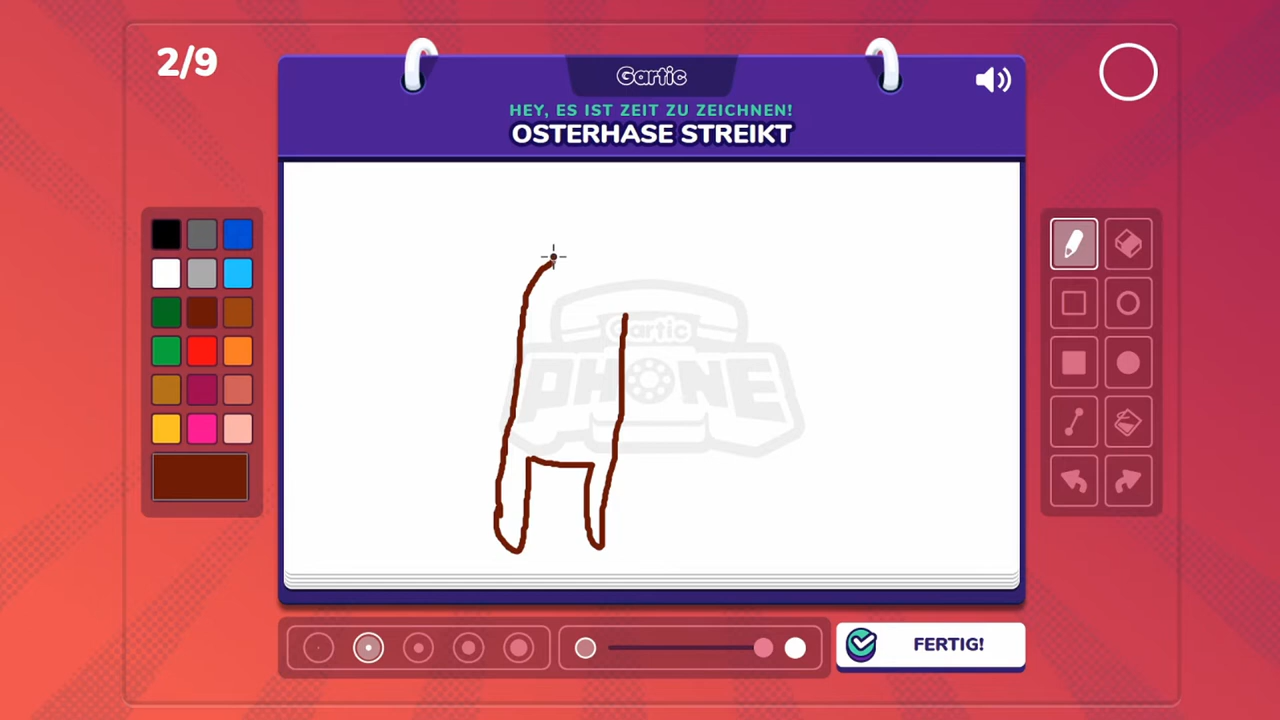 2/9
Gartic
HEY, ES IST ZEIT ZU ZEICHNEN!
OSTERHASE STREIKT
Gartic
PHONE
FERTIG!